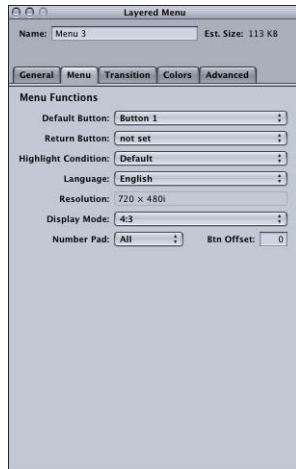 Layered Menu
Name: Menu 3 Est. Size: 113 KB
General Menu Transition Colors Advanced
Menu Functions
Default Button: Button 1
Return Button: not set
Highlight Condition: Default
Language: English
Resolution: 720 × 480i
Display Mode: 4:3
Number Pad: All Btn Offset: 0